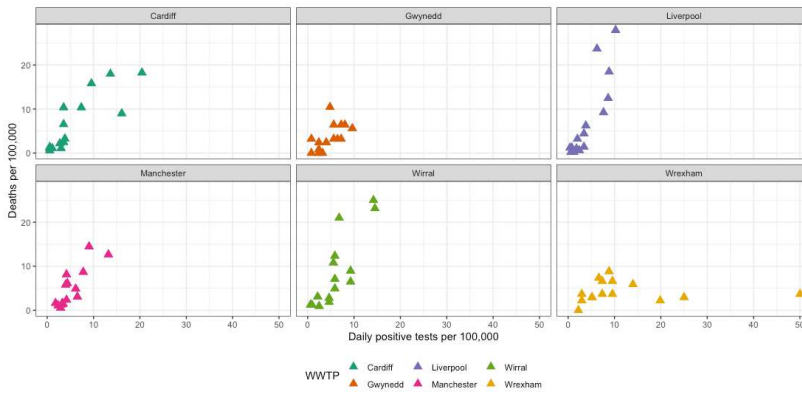 Cardiff Gwynedd Liverpool
20
10
0
Manchester Wirral Wrexham
20
10
0
0 10 20 30 40 50 0 10 20 30 40 50 0 10 20 30 40 50
Deaths per 100,000
Daily positive tests per 100,000
WWTP
Cardiff Liverpool Wirral
Gwynedd Manchester Wrexham